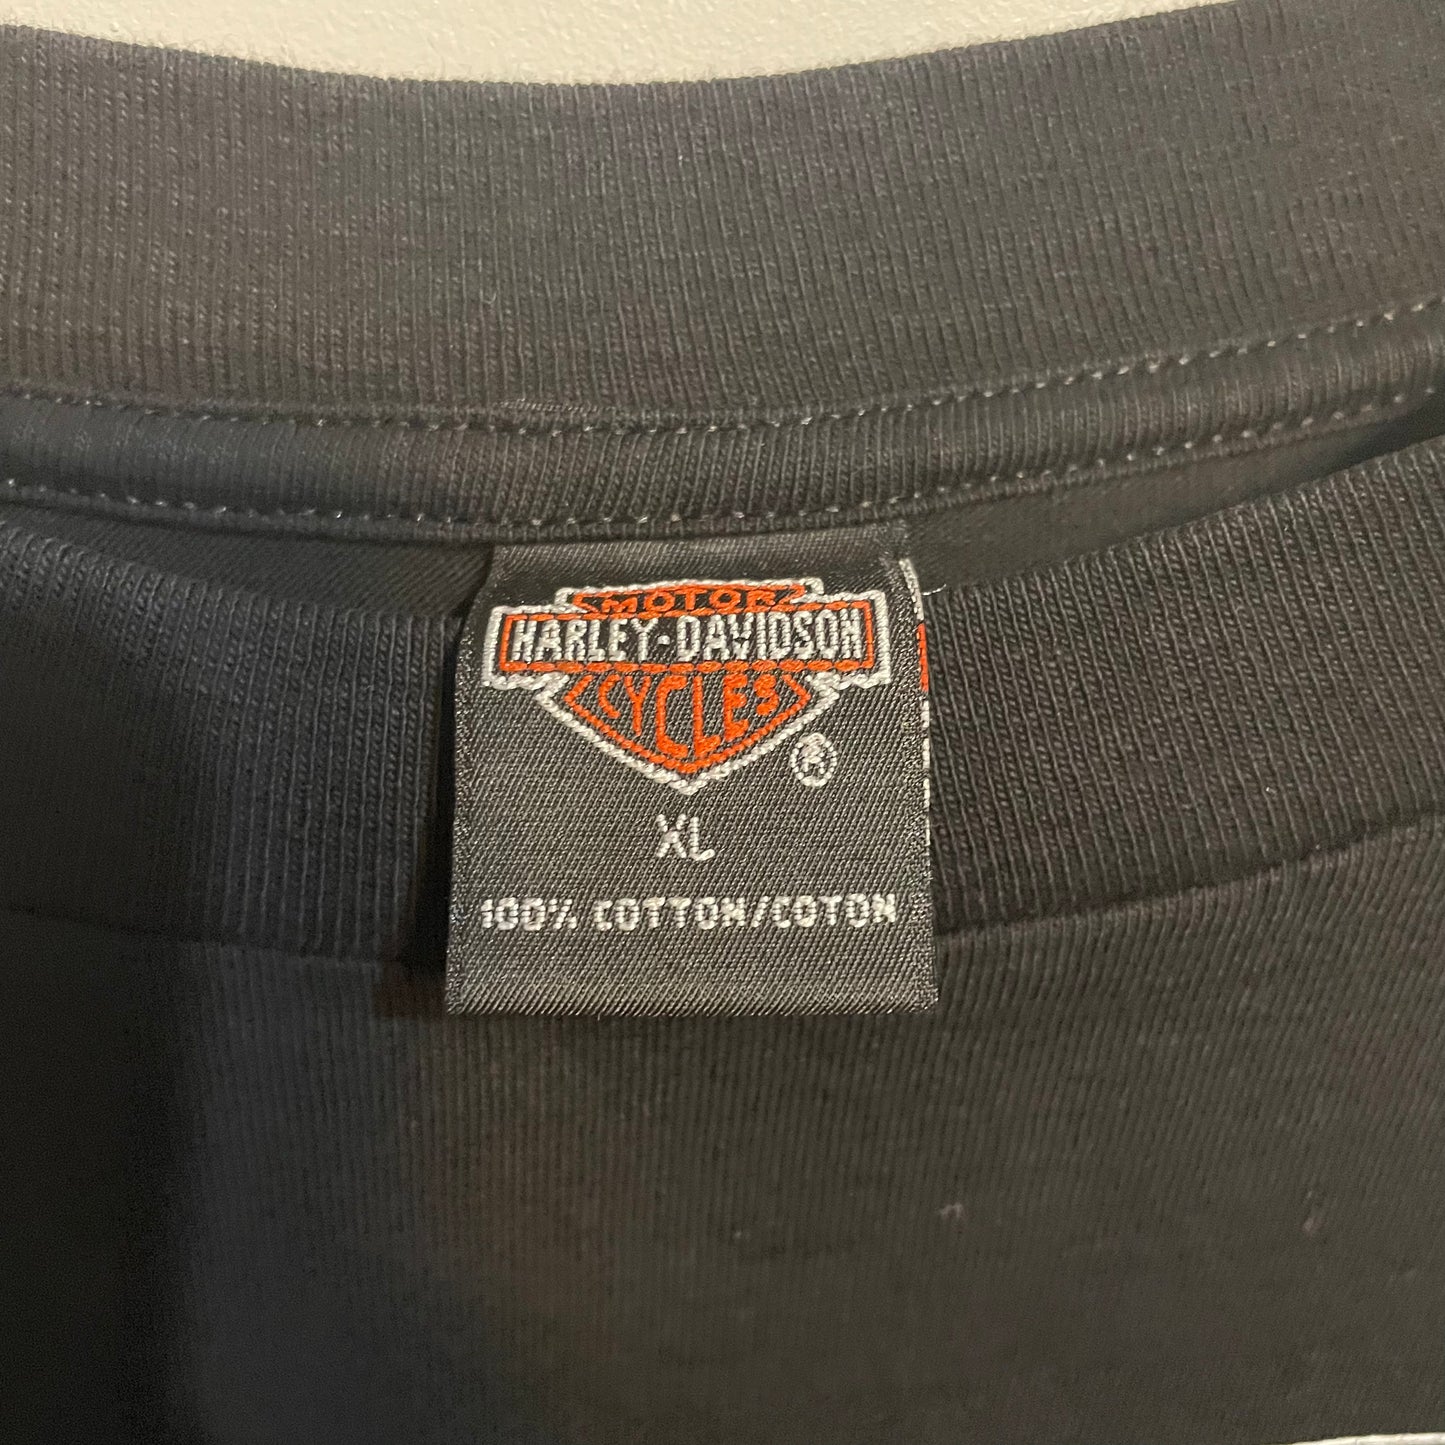 MOTOR
HARLEY-DAVIDSON
CYCLES
®
XL
100% COTTON/COTON